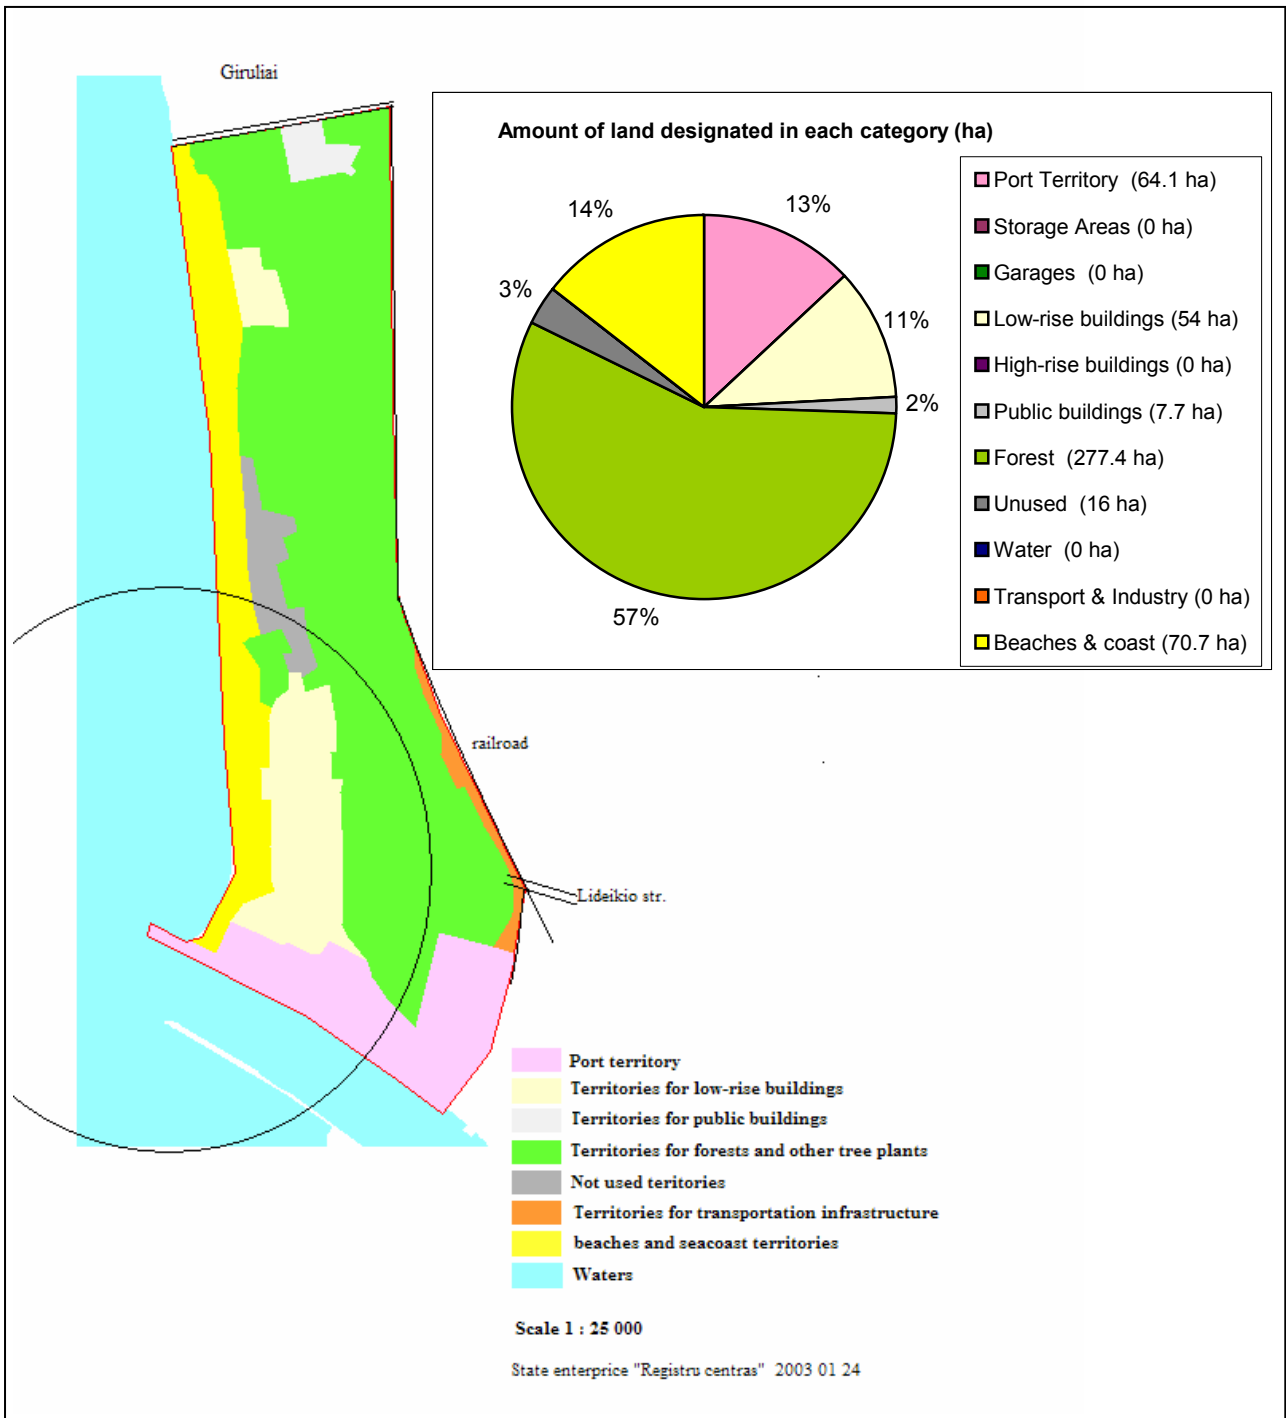 Giruliai
Amount of land designated in each category (ha)
14%
13%
3%
11%
2%
57%
Port Territory (64.1 ha)
Storage Areas (0 ha)
Garages (0 ha)
Low-rise buildings (54 ha)
High-rise buildings (0 ha)
Public buildings (7.7 ha)
Forest (277.4 ha)
Unused (16 ha)
Water (0 ha)
Transport & Industry (0 ha)
Beaches & coast (70.7 ha)
railroad
Lideikio str.
Port territory
Territories for low-rise buildings
Territories for public buildings
Territories for forests and other tree plants
Not used teritories
Territories for transportation infrastructure
beaches and seacoast territories
Waters
Scale 1 : 25 000
State enterprice "Registru centras" 2003 01 24